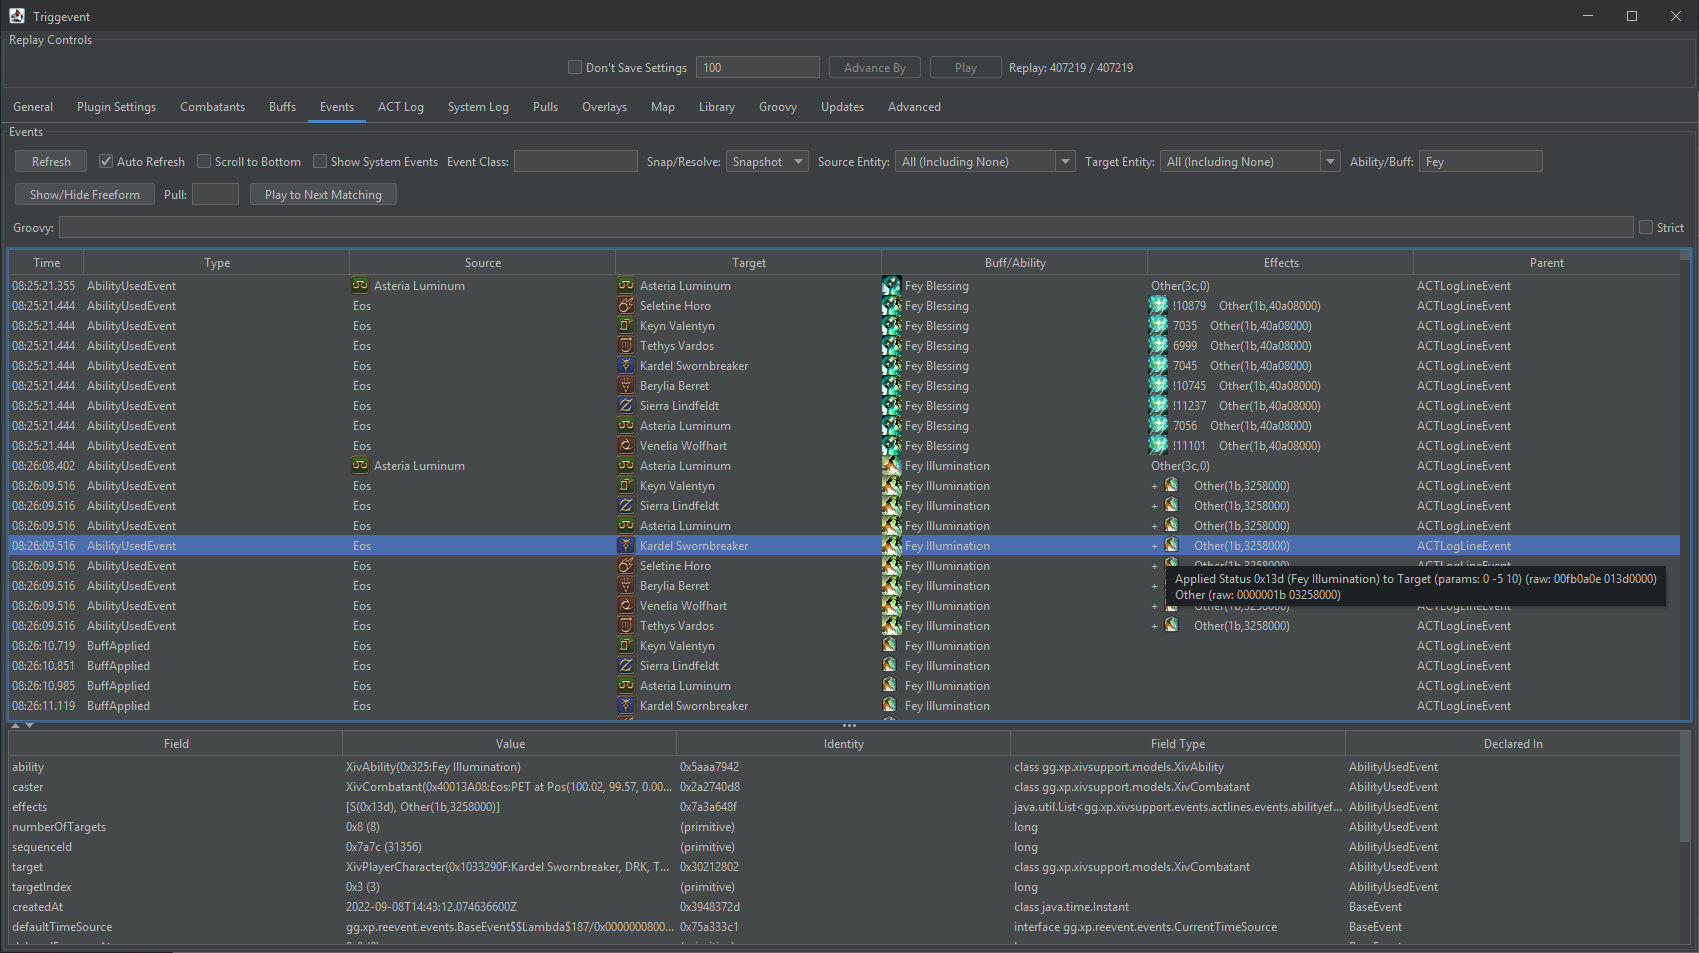 Triggevent
Replay Controls
Don't Save Settings 100 Advance By Play Replay: 407219 / 407219
General Plugin Settings Combatants Buffs Events ACT Log System Log Pulls Overlays Map Library Groovy Updates Advanced
Events
Refresh Auto Refresh Scroll to Bottom Show System Events Event Class: Snap/Resolve: Snapshot Source Entity: All (Including None) Target Entity: All (Including None) Ability/Buff: Fey
Show/Hide Freeform Pull: Play to Next Matching
Groovy: Strict
Time Type Source Target Buff/Ability Effects Parent
08:25:21.355 AbilityUsedEvent Asteria Luminum Asteria Luminum Fey Blessing Other(3c,0) ACTLogLineEvent
08:25:21.444 AbilityUsedEvent Eos Seletine Horo Fey Blessing !10879 Other(1b,40a08000) ACTLogLineEvent
08:25:21.444 AbilityUsedEvent Eos Keyn Valentyn Fey Blessing 7035 Other(1b,40a08000) ACTLogLineEvent
08:25:21.444 AbilityUsedEvent Eos Tethys Vardos Fey Blessing 6999 Other(1b,40a08000) ACTLogLineEvent
08:25:21.444 AbilityUsedEvent Eos Kardel Swornbreaker Fey Blessing 7045 Other(1b,40a08000) ACTLogLineEvent
08:25:21.444 AbilityUsedEvent Eos Berylia Berret Fey Blessing !10745 Other(1b,40a08000) ACTLogLineEvent
08:25:21.444 AbilityUsedEvent Eos Sierra Lindfeldt Fey Blessing !11237 Other(1b,40a08000) ACTLogLineEvent
08:25:21.444 AbilityUsedEvent Eos Asteria Luminum Fey Blessing 7056 Other(1b,40a08000) ACTLogLineEvent
08:25:21.444 AbilityUsedEvent Eos Venelia Wolfhart Fey Blessing !11101 Other(1b,40a08000) ACTLogLineEvent
08:26:08.402 AbilityUsedEvent Asteria Luminum Asteria Luminum Fey Illumination Other(3c,0) ACTLogLineEvent
08:26:09.516 AbilityUsedEvent Eos Keyn Valentyn Fey Illumination + Other(1b,3258000) ACTLogLineEvent
08:26:09.516 AbilityUsedEvent Eos Sierra Lindfeldt Fey Illumination + Other(1b,3258000) ACTLogLineEvent
08:26:09.516 AbilityUsedEvent Eos Asteria Luminum Fey Illumination + Other(1b,3258000) ACTLogLineEvent
08:26:09.516 AbilityUsedEvent Eos Kardel Swornbreaker Fey Illumination + Other(1b,3258000) ACTLogLineEvent
08:26:09.516 AbilityUsedEvent Eos Seletine Horo Fey Illumination + Other(1b,3258000) ACTLogLineEvent
Applied Status 0x13d (Fey Illumination) to Target (params: 0 -5 10) (raw: 00fb0a0e 013d0000)
Other (raw: 0000001b 03258000)
08:26:09.516 AbilityUsedEvent Eos Berylia Berret Fey Illumination +
08:26:09.516 AbilityUsedEvent Eos Venelia Wolfhart Fey Illumination + Other(1b,3258000) ACTLogLineEvent
08:26:09.516 AbilityUsedEvent Eos Tethys Vardos Fey Illumination + Other(1b,3258000) ACTLogLineEvent
08:26:10.719 BuffApplied Eos Keyn Valentyn Fey Illumination ACTLogLineEvent
08:26:10.851 BuffApplied Eos Sierra Lindfeldt Fey Illumination ACTLogLineEvent
08:26:10.985 BuffApplied Eos Asteria Luminum Fey Illumination ACTLogLineEvent
08:26:11.119 BuffApplied Eos Kardel Swornbreaker Fey Illumination ACTLogLineEvent
Field Value Identity Field Type Declared In
ability XivAbility(0x325:Fey Illumination) 0x5aaa7942 class gg.xp.xivsupport.models.XivAbility AbilityUsedEvent
caster XivCombatant(0x40013A08:Eos:PET at Pos(100.02, 99.57, 0.00... 0x2a2740d8 class gg.xp.xivsupport.models.XivCombatant AbilityUsedEvent
effects [S(0x13d), Other(1b,3258000)] 0x7a3a648f java.util.List<gg.xp.xivsupport.events.actlines.events.abilityef... AbilityUsedEvent
numberOfTargets 0x8 (8) (primitive) long AbilityUsedEvent
sequenceId 0x7a7c (31356) (primitive) long AbilityUsedEvent
target XivPlayerCharacter(0x1033290F:Kardel Swornbreaker, DRK, T... 0x30212802 class gg.xp.xivsupport.models.XivCombatant AbilityUsedEvent
targetIndex 0x3 (3) (primitive) long AbilityUsedEvent
createdAt 2022-09-08T14:43:12.074636600Z 0x3948372d class java.time.Instant BaseEvent
defaultTimeSource gg.xp.reevent.events.BaseEvent$$Lambda$187/0x0000000800... 0x75a333c1 interface gg.xp.reevent.events.CurrentTimeSource BaseEvent